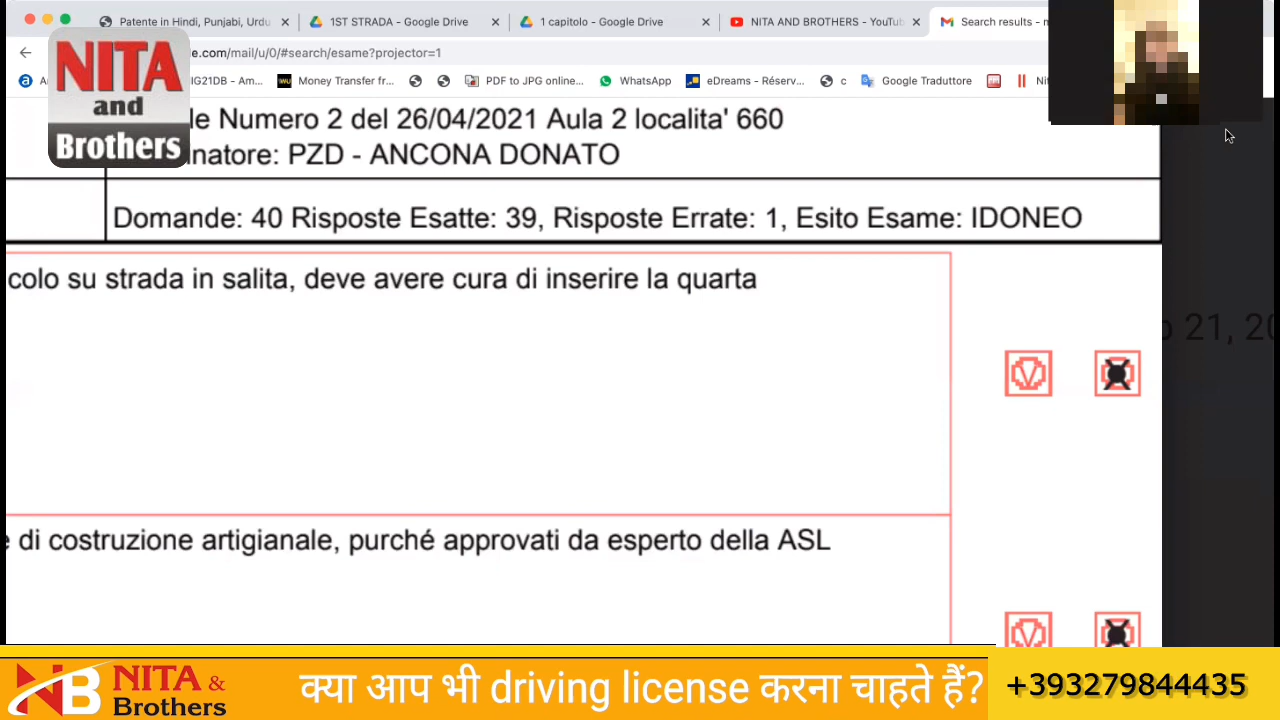 Patente in Hindi, Punjabi, Urdu
1ST STRADA - Google Drive
1 capitolo - Google Drive
NITA AND BROTHERS - YouTub
Search results - m
e.com/mail/u/0/#search/esame?projector=1
IG21DB - Am...
Money Transfer fr...
PDF to JPG online...
WhatsApp
eDreams - Réserv...
c
Google Traduttore
NITA
and
Brothers
le Numero 2 del 26/04/2021 Aula 2 localita' 660
inatore: PZD - ANCONA DONATO
Domande: 40 Risposte Esatte: 39, Risposte Errate: 1, Esito Esame: IDONEO
colo su strada in salita, deve avere cura di inserire la quarta
V
21, 20
e di costruzione artigianale, purché approvati da esperto della ASL
V
NB NITA &
Brothers
क्या आप भी driving license करना चाहते हैं?
+393279844435